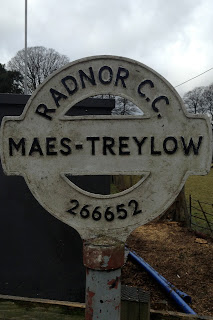 RADNOR C.C.
MAES-TREYLOW
266652